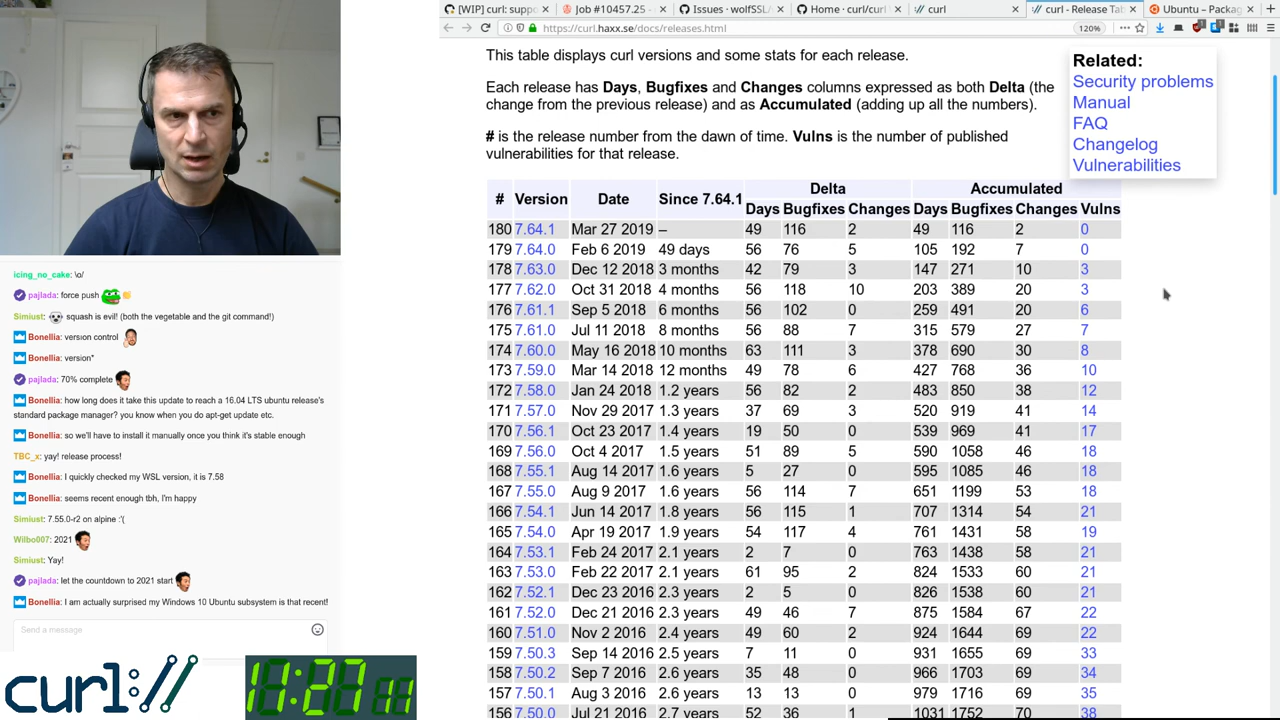 [WIP] curl: suppo
Job #10457.25 -
Issues · wolfSSL/
Home · curl/curl
curl
curl - Release Tab
Ubuntu – Packag
https://curl.haxx.se/docs/releases.html
120%
This table displays curl versions and some stats for each release.
Each release has Days, Bugfixes and Changes columns expressed as both Delta (the
change from the previous release) and as Accumulated (adding up all the numbers).
# is the release number from the dawn of time. Vulns is the number of published
vulnerabilities for that release.
Related:
Security problems
Manual
FAQ
Changelog
Vulnerabilities
Delta Accumulated
# Version Date Since 7.64.1 Days Bugfixes Changes Days Bugfixes Changes Vulns
180 7.64.1 Mar 27 2019 – 49 116 2 49 116 2 0
179 7.64.0 Feb 6 2019 49 days 56 76 5 105 192 7 0
178 7.63.0 Dec 12 2018 3 months 42 79 3 147 271 10 3
177 7.62.0 Oct 31 2018 4 months 56 118 10 203 389 20 3
176 7.61.1 Sep 5 2018 6 months 56 102 0 259 491 20 6
175 7.61.0 Jul 11 2018 8 months 56 88 7 315 579 27 7
174 7.60.0 May 16 2018 10 months 63 111 3 378 690 30 8
173 7.59.0 Mar 14 2018 12 months 49 78 6 427 768 36 10
172 7.58.0 Jan 24 2018 1.2 years 56 82 2 483 850 38 12
171 7.57.0 Nov 29 2017 1.3 years 37 69 3 520 919 41 14
170 7.56.1 Oct 23 2017 1.4 years 19 50 0 539 969 41 17
169 7.56.0 Oct 4 2017 1.5 years 51 89 5 590 1058 46 18
168 7.55.1 Aug 14 2017 1.6 years 5 27 0 595 1085 46 18
167 7.55.0 Aug 9 2017 1.6 years 56 114 7 651 1199 53 18
166 7.54.1 Jun 14 2017 1.8 years 56 115 1 707 1314 54 21
165 7.54.0 Apr 19 2017 1.9 years 54 117 4 761 1431 58 19
164 7.53.1 Feb 24 2017 2.1 years 2 7 0 763 1438 58 21
163 7.53.0 Feb 22 2017 2.1 years 61 95 2 824 1533 60 21
162 7.52.1 Dec 23 2016 2.3 years 2 5 0 826 1538 60 21
161 7.52.0 Dec 21 2016 2.3 years 49 46 7 875 1584 67 22
160 7.51.0 Nov 2 2016 2.4 years 49 60 2 924 1644 69 22
159 7.50.3 Sep 14 2016 2.5 years 7 11 0 931 1655 69 33
158 7.50.2 Sep 7 2016 2.6 years 35 48 0 966 1703 69 34
157 7.50.1 Aug 3 2016 2.6 years 13 13 0 979 1716 69 35
156 7.50.0 Jul 21 2016 2.7 years 52 36 1 1031 1752 70 38
icing_no_cake: \o/
pajlada: force push
Simiust: squash is evil! (both the vegetable and the git command!)
Bonellia: version control
Bonellia: version*
pajlada: 70% complete
Bonellia: how long does it take this update to reach a 16.04 LTS ubuntu release's
standard package manager? you know when you do apt-get update etc.
Bonellia: so we'll have to install it manually once you think it's stable enough
TBC_x: yay! release process!
Bonellia: I quickly checked my WSL version, it is 7.58
Bonellia: seems recent enough tbh, I'm happy
Simiust: 7.55.0-r2 on alpine :'(
Wilbo007: 2021
Simiust: Yay!
pajlada: let the countdown to 2021 start
Bonellia: I am actually surprised my Windows 10 Ubuntu subsystem is that recent!
Send a message
curl://
17:27 11